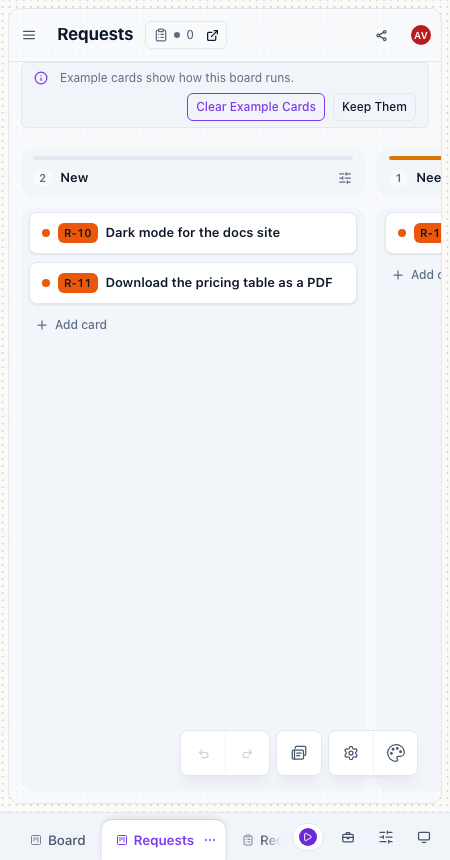 Requests
0
AV
Example cards show how this board runs.
Clear Example Cards
Keep Them
2
New
1
R-10
Dark mode for the docs site
R-11
Download the pricing table as a PDF
Add card
Add
Board
Requests